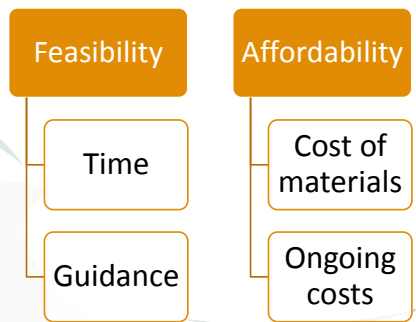 Feasibility
Time
Guidance
Affordability
Cost of
materials
Ongoing
costs